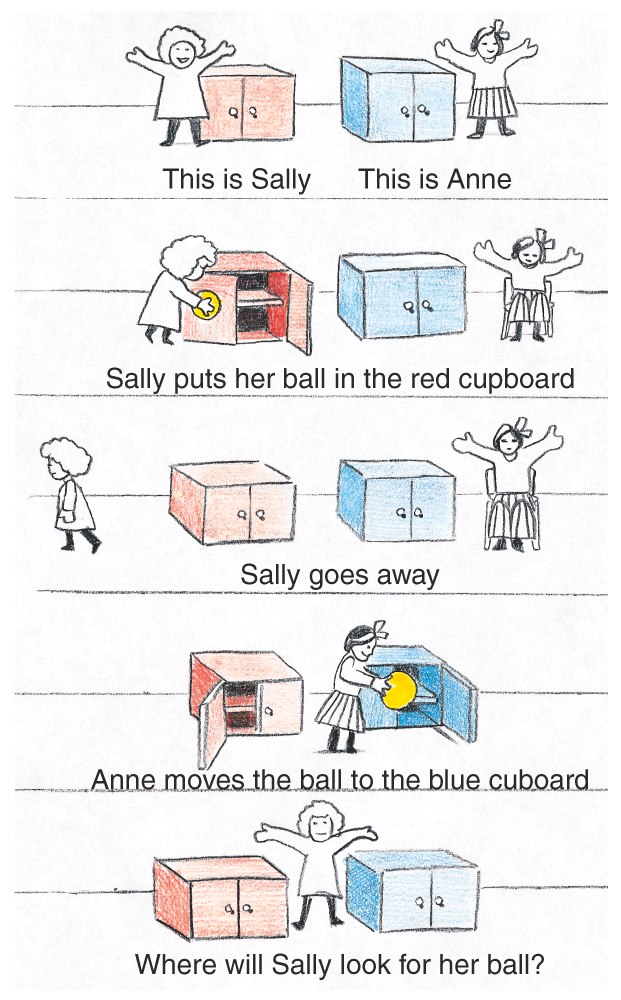 This is Sally
This is Anne
Sally puts her ball in the red cupboard
Sally goes away
Anne moves the ball to the blue cuboard
Where will Sally look for her ball?